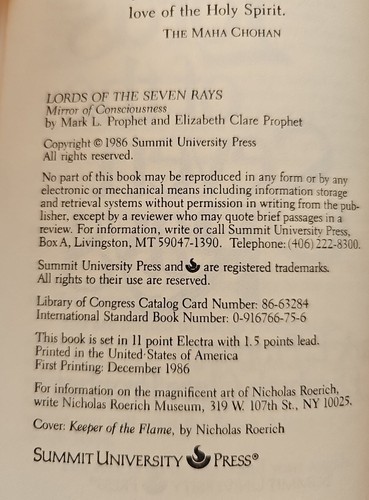 love of the Holy Spirit.
THE MAHA CHOHAN
LORDS OF THE SEVEN RAYS
Mirror of Consciousness
by Mark L. Prophet and Elizabeth Clare Prophet
Copyright © 1986 Summit University Press
All rights reserved.
No part of this book may be reproduced in any form or by any
electronic or mechanical means including information storage
and retrieval systems without permission in writing from the pub-
lisher, except by a reviewer who may quote brief passages in a
review. For information, write or call Summit University Press,
Box A, Livingston, MT 59047-1390. Telephone: (406) 222-8300.
Summit University Press and are registered trademarks.
All rights to their use are reserved.
Library of Congress Catalog Card Number: 86-63284
International Standard Book Number: 0-916766-75-6
This book is set in 11 point Electra with 1.5 points lead.
Printed in the United States of America
First Printing: December 1986
For information on the magnificent art of Nicholas Roerich,
write Nicholas Roerich Museum, 319 W. 107th St., NY 10025.
Cover: Keeper of the Flame, by Nicholas Roerich
SUMMIT UNIVERSITY PRESS®